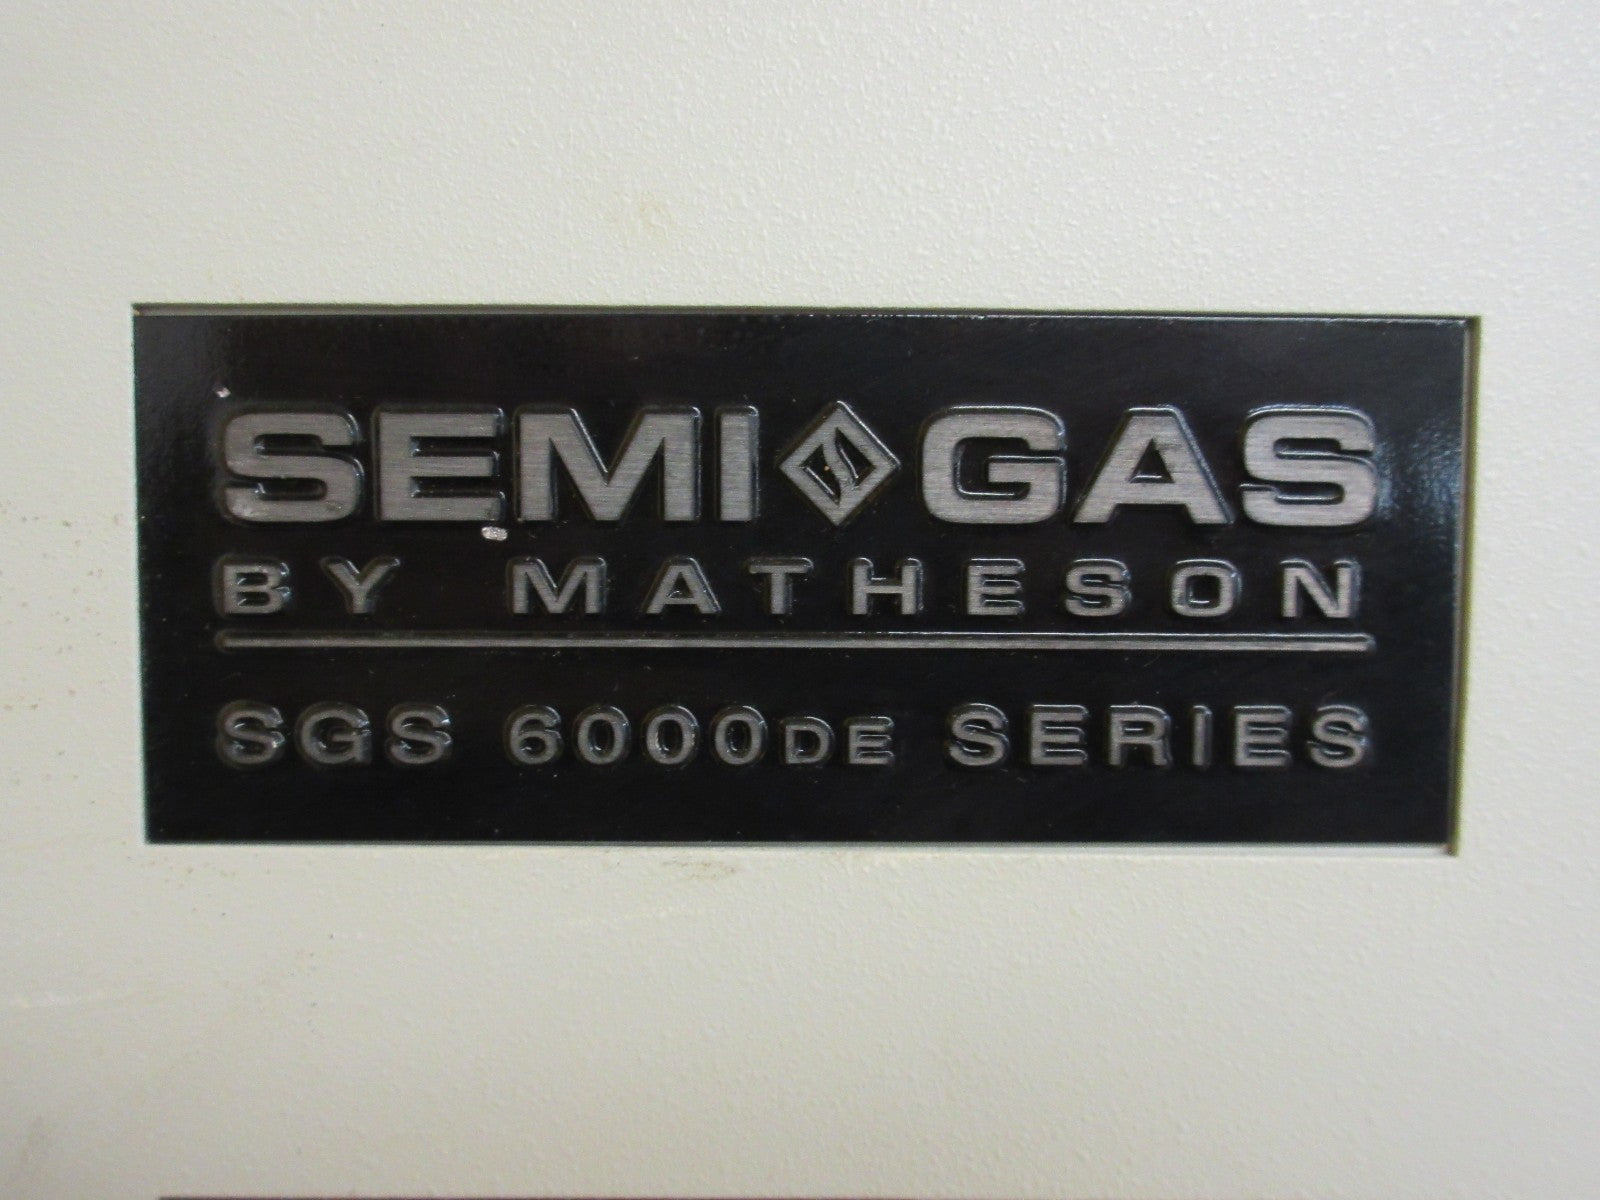 SEMI GAS
BY MATHESON
SGS 6000DE SERIES